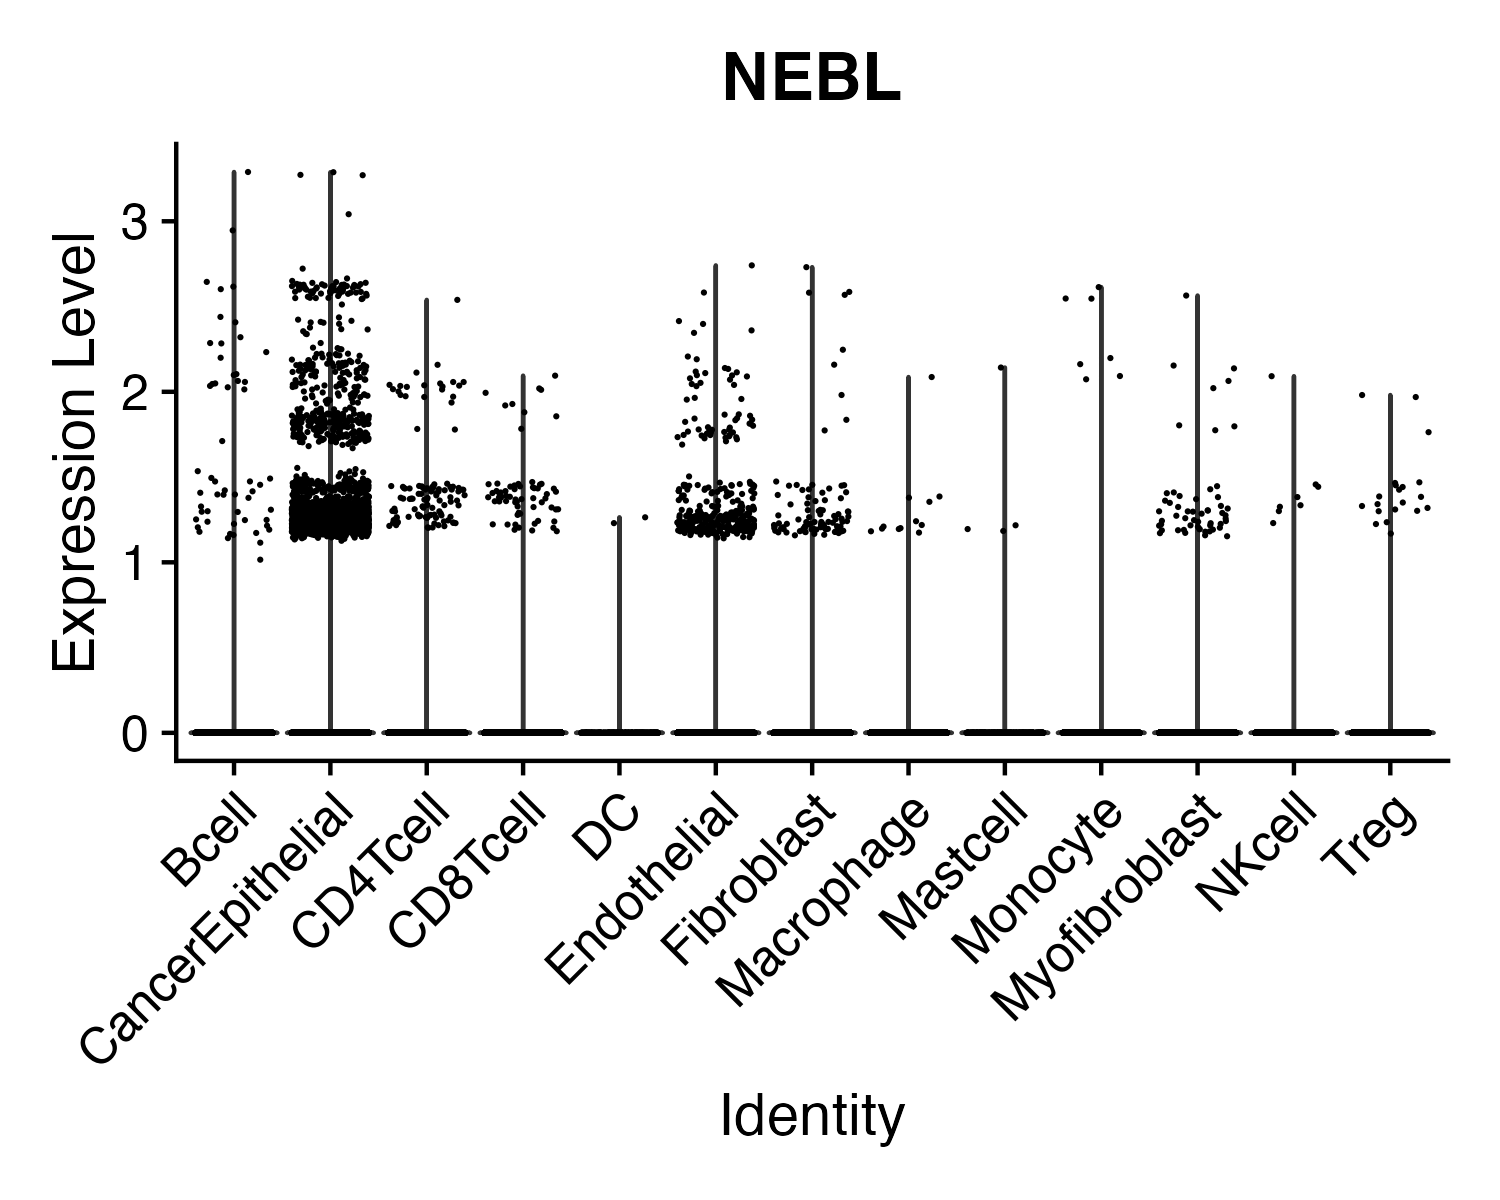 NEBL
Expression Level
3
2
1
0
Bcell
CancerEpithelial
CD4Tcell
CD8Tcell
DC
Endothelial
Fibroblast
Macrophage
Mastcell
Monocyte
Myofibroblast
NKcell
Treg
Identity